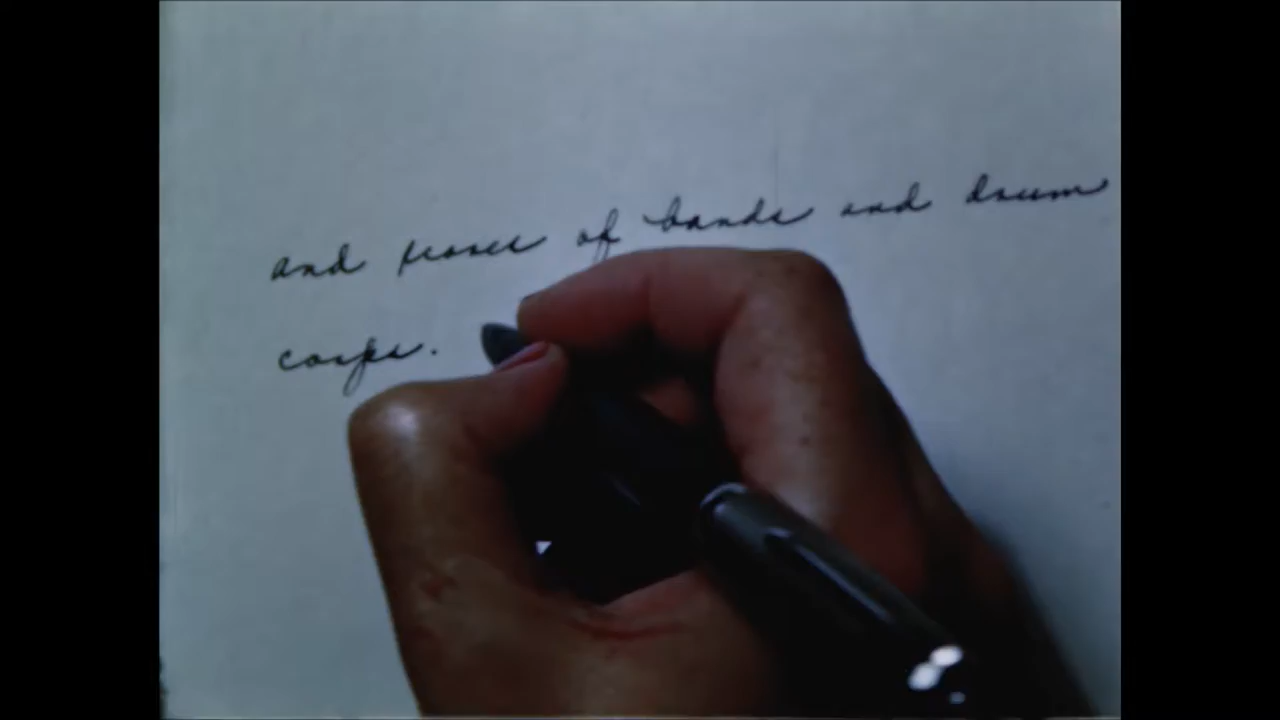 and of bands and drum
corps.